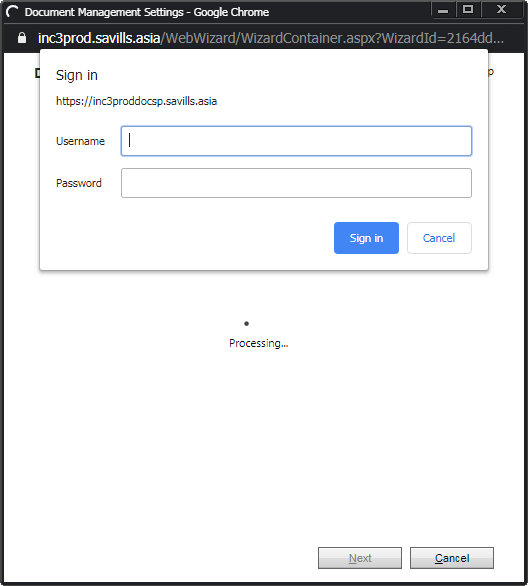 Document Management Settings - Google Chrome
inc3prod.savills.asia/WebWizard/WizardContainer.aspx?WizardId=2164dd...
Sign in
https://inc3proddocsp.savills.asia
Username
Password
Sign in
Cancel
Processing...
Next
Cancel